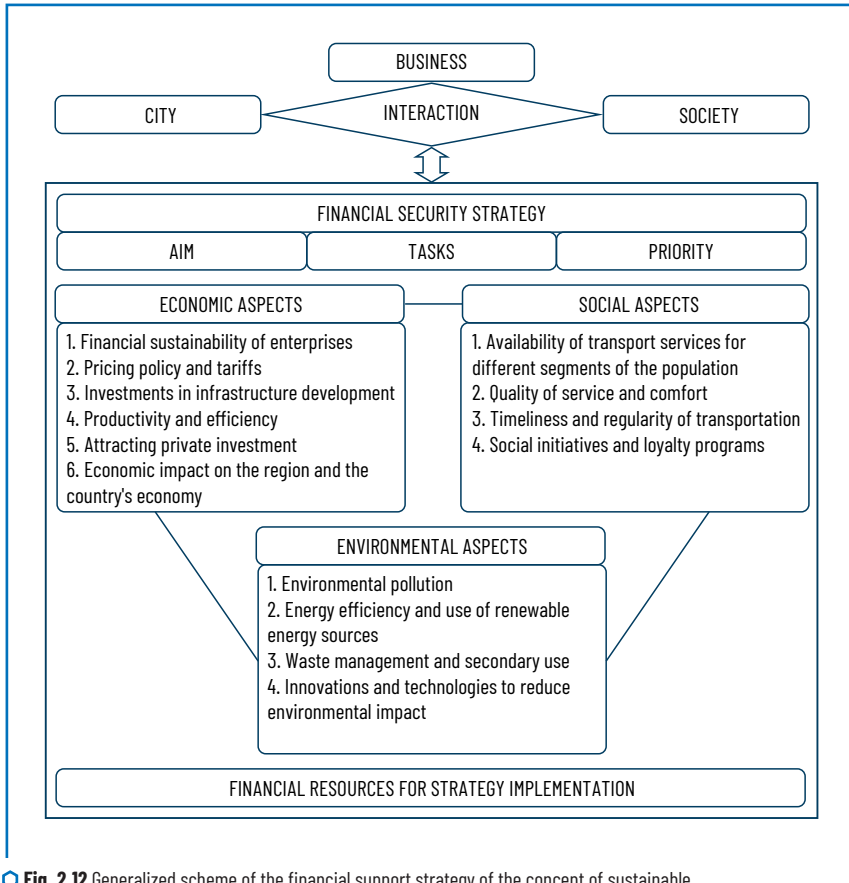 BUSINESS
CITY
INTERACTION
SOCIETY
FINANCIAL SECURITY STRATEGY
AIM
TASKS
PRIORITY
ECONOMIC ASPECTS
1. Financial sustainability of enterprises
2. Pricing policy and tariffs
3. Investments in infrastructure development
4. Productivity and efficiency
5. Attracting private investment
6. Economic impact on the region and the
country's economy
SOCIAL ASPECTS
1. Availability of transport services for
different segments of the population
2. Quality of service and comfort
3. Timeliness and regularity of transportation
4. Social initiatives and loyalty programs
ENVIRONMENTAL ASPECTS
1. Environmental pollution
2. Energy efficiency and use of renewable
energy sources
3. Waste management and secondary use
4. Innovations and technologies to reduce
environmental impact
FINANCIAL RESOURCES FOR STRATEGY IMPLEMENTATION
Fig. 2.12 Generalized scheme of the financial support strategy of the concept of sustainable